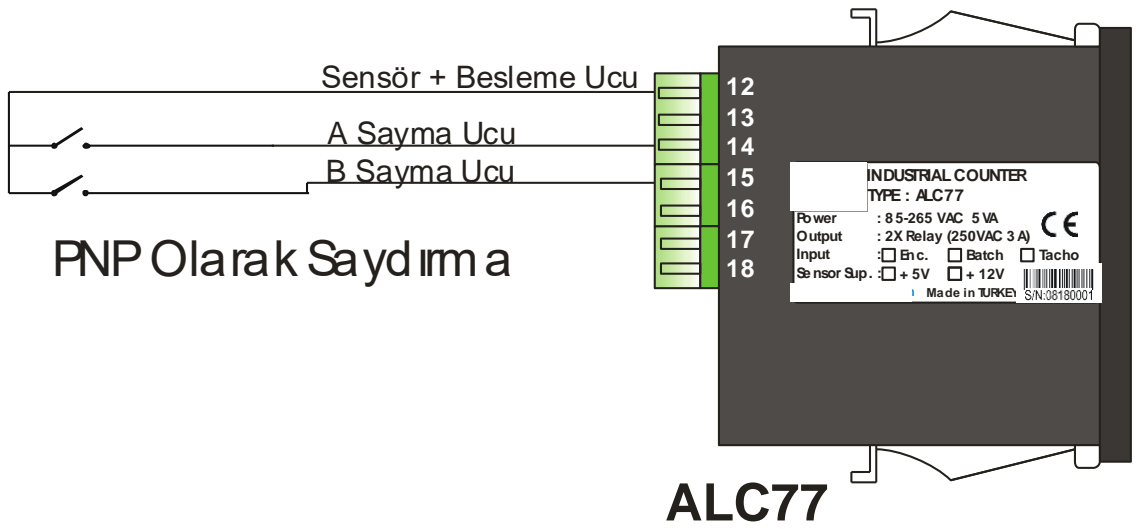 Sensör + Besleme Ucu
A Sayma Ucu
B Sayma Ucu
PNP Olarak Saydırma
12
13
14
15
16
17
18
INDUSTRIAL COUNTER
TYPE : ALC77
Power : 85-265 VAC 5 VA
Output : 2X Relay (250VAC 3 A)
Input : Enc. Batch Tacho
Sensor Sup. : + 5V + 12V
Made in TURKEY
CE
S/N:08180001
ALC77